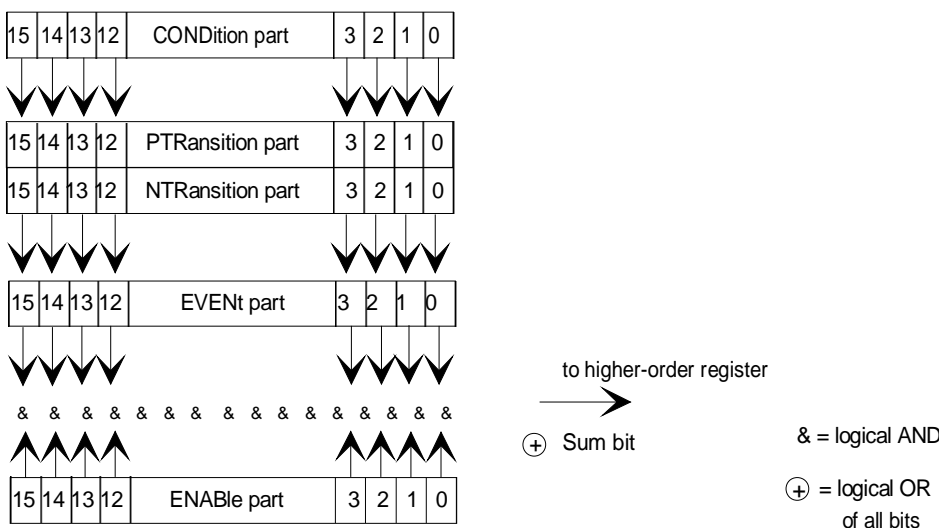 15 14 13 12 CONDition part 3 2 1 0
15 14 13 12 PTRansition part 3 2 1 0
15 14 13 12 NTRansition part 3 2 1 0
15 14 13 12 EVENt part 3 2 1 0
to higher-order register
& & & & & & & & & & & & & & & &
+ Sum bit
& = logical AND
15 14 13 12 ENABle part 3 2 1 0
+ = logical OR
of all bits